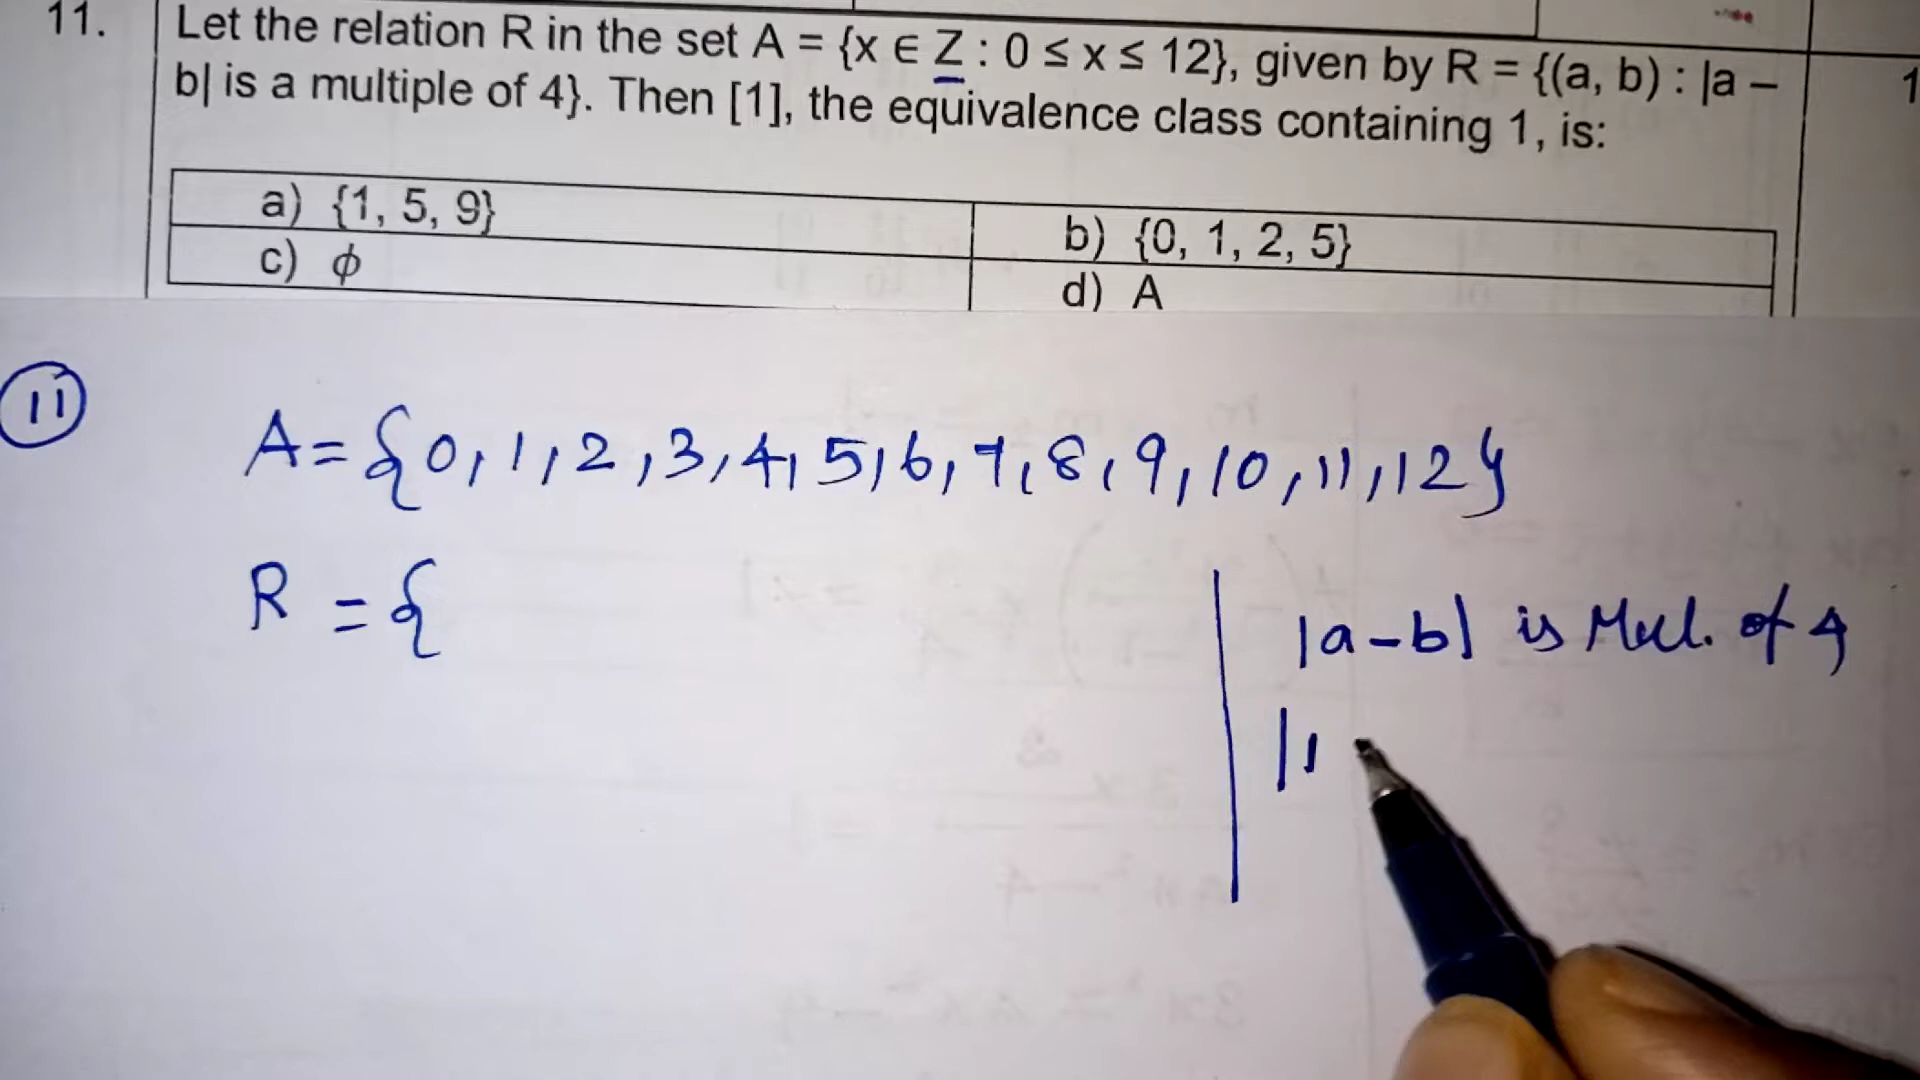 11. Let the relation R in the set A = {x ∈ Z : 0 ≤ x ≤ 12}, given by R = {(a, b) : |a –
b| is a multiple of 4}. Then [1], the equivalence class containing 1, is:
1
a) {1, 5, 9}
b) {0, 1, 2, 5}
c) ϕ
d) A
11
A={0,1,2,3,4,5,6,7,8,9,10,11,12}
R = {
|a-b| is Mul. of 4
|1